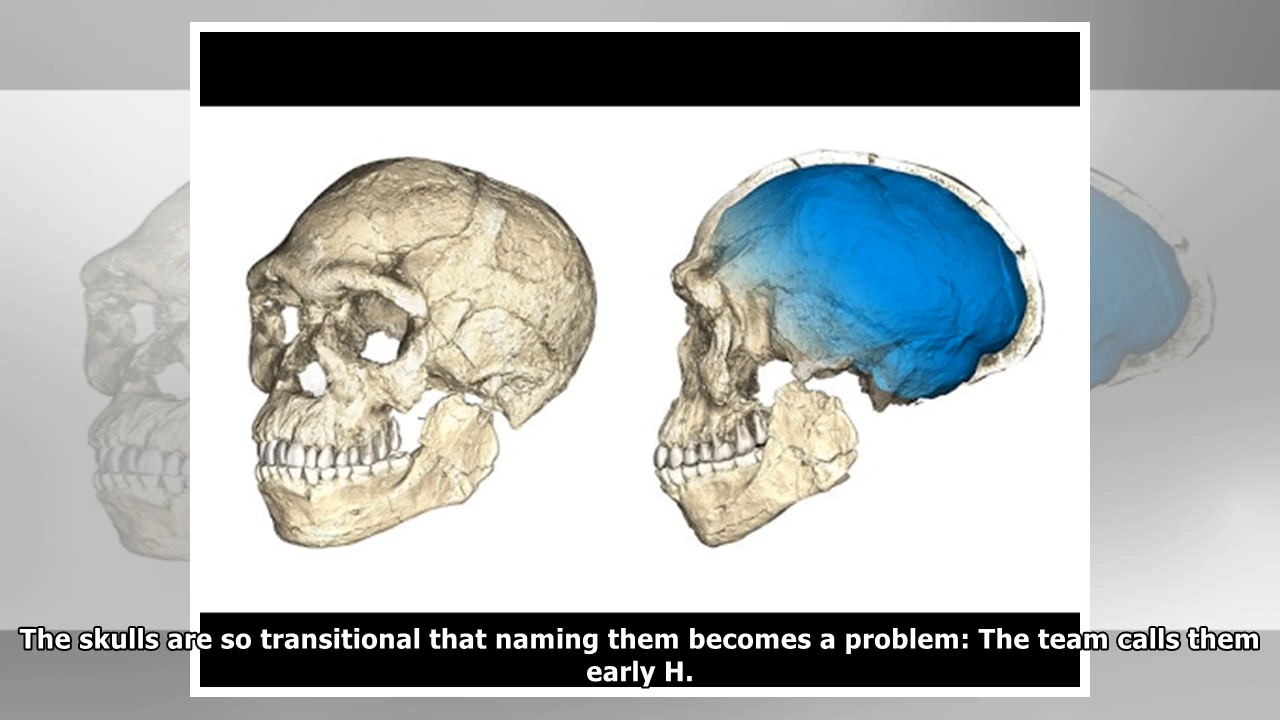 The skulls are so transitional that naming them becomes a problem: The team calls them
early H.